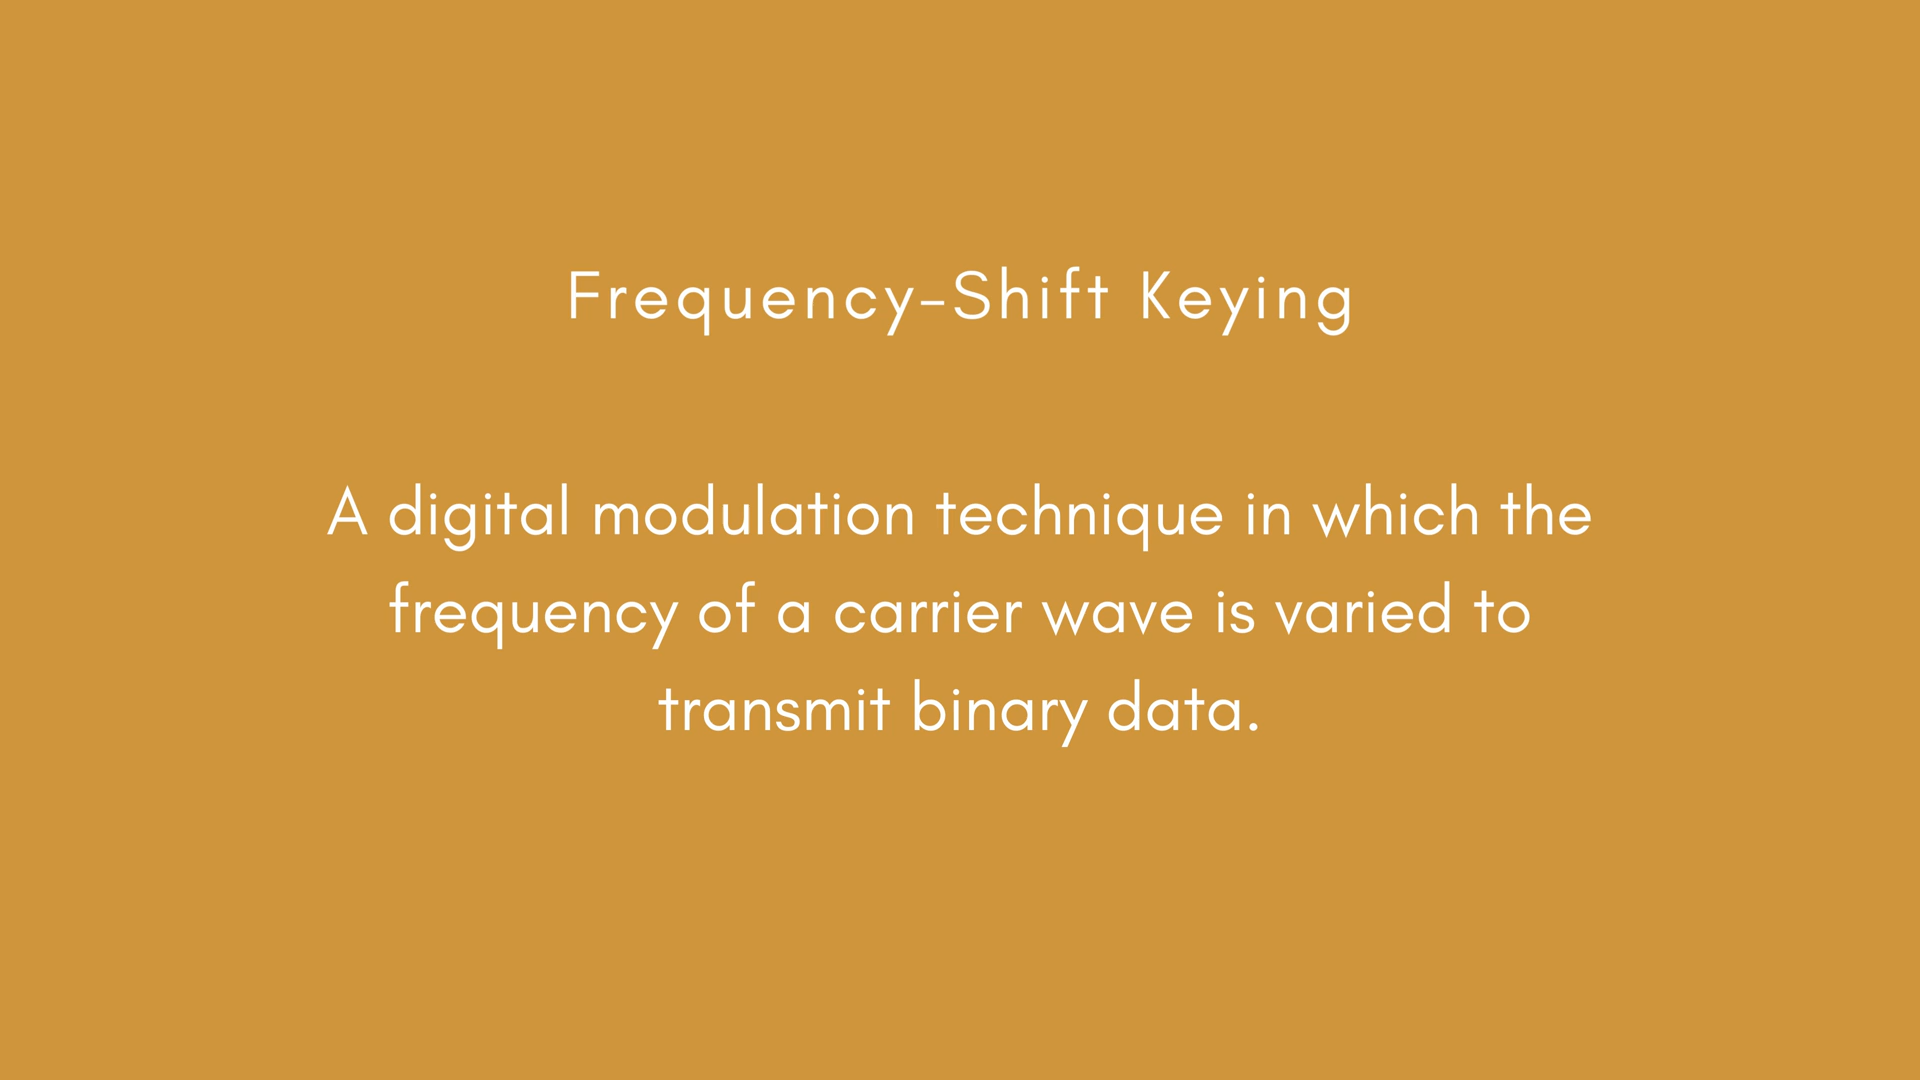 Frequency-Shift Keying
A digital modulation technique in which the
frequency of a carrier wave is varied to
transmit binary data.